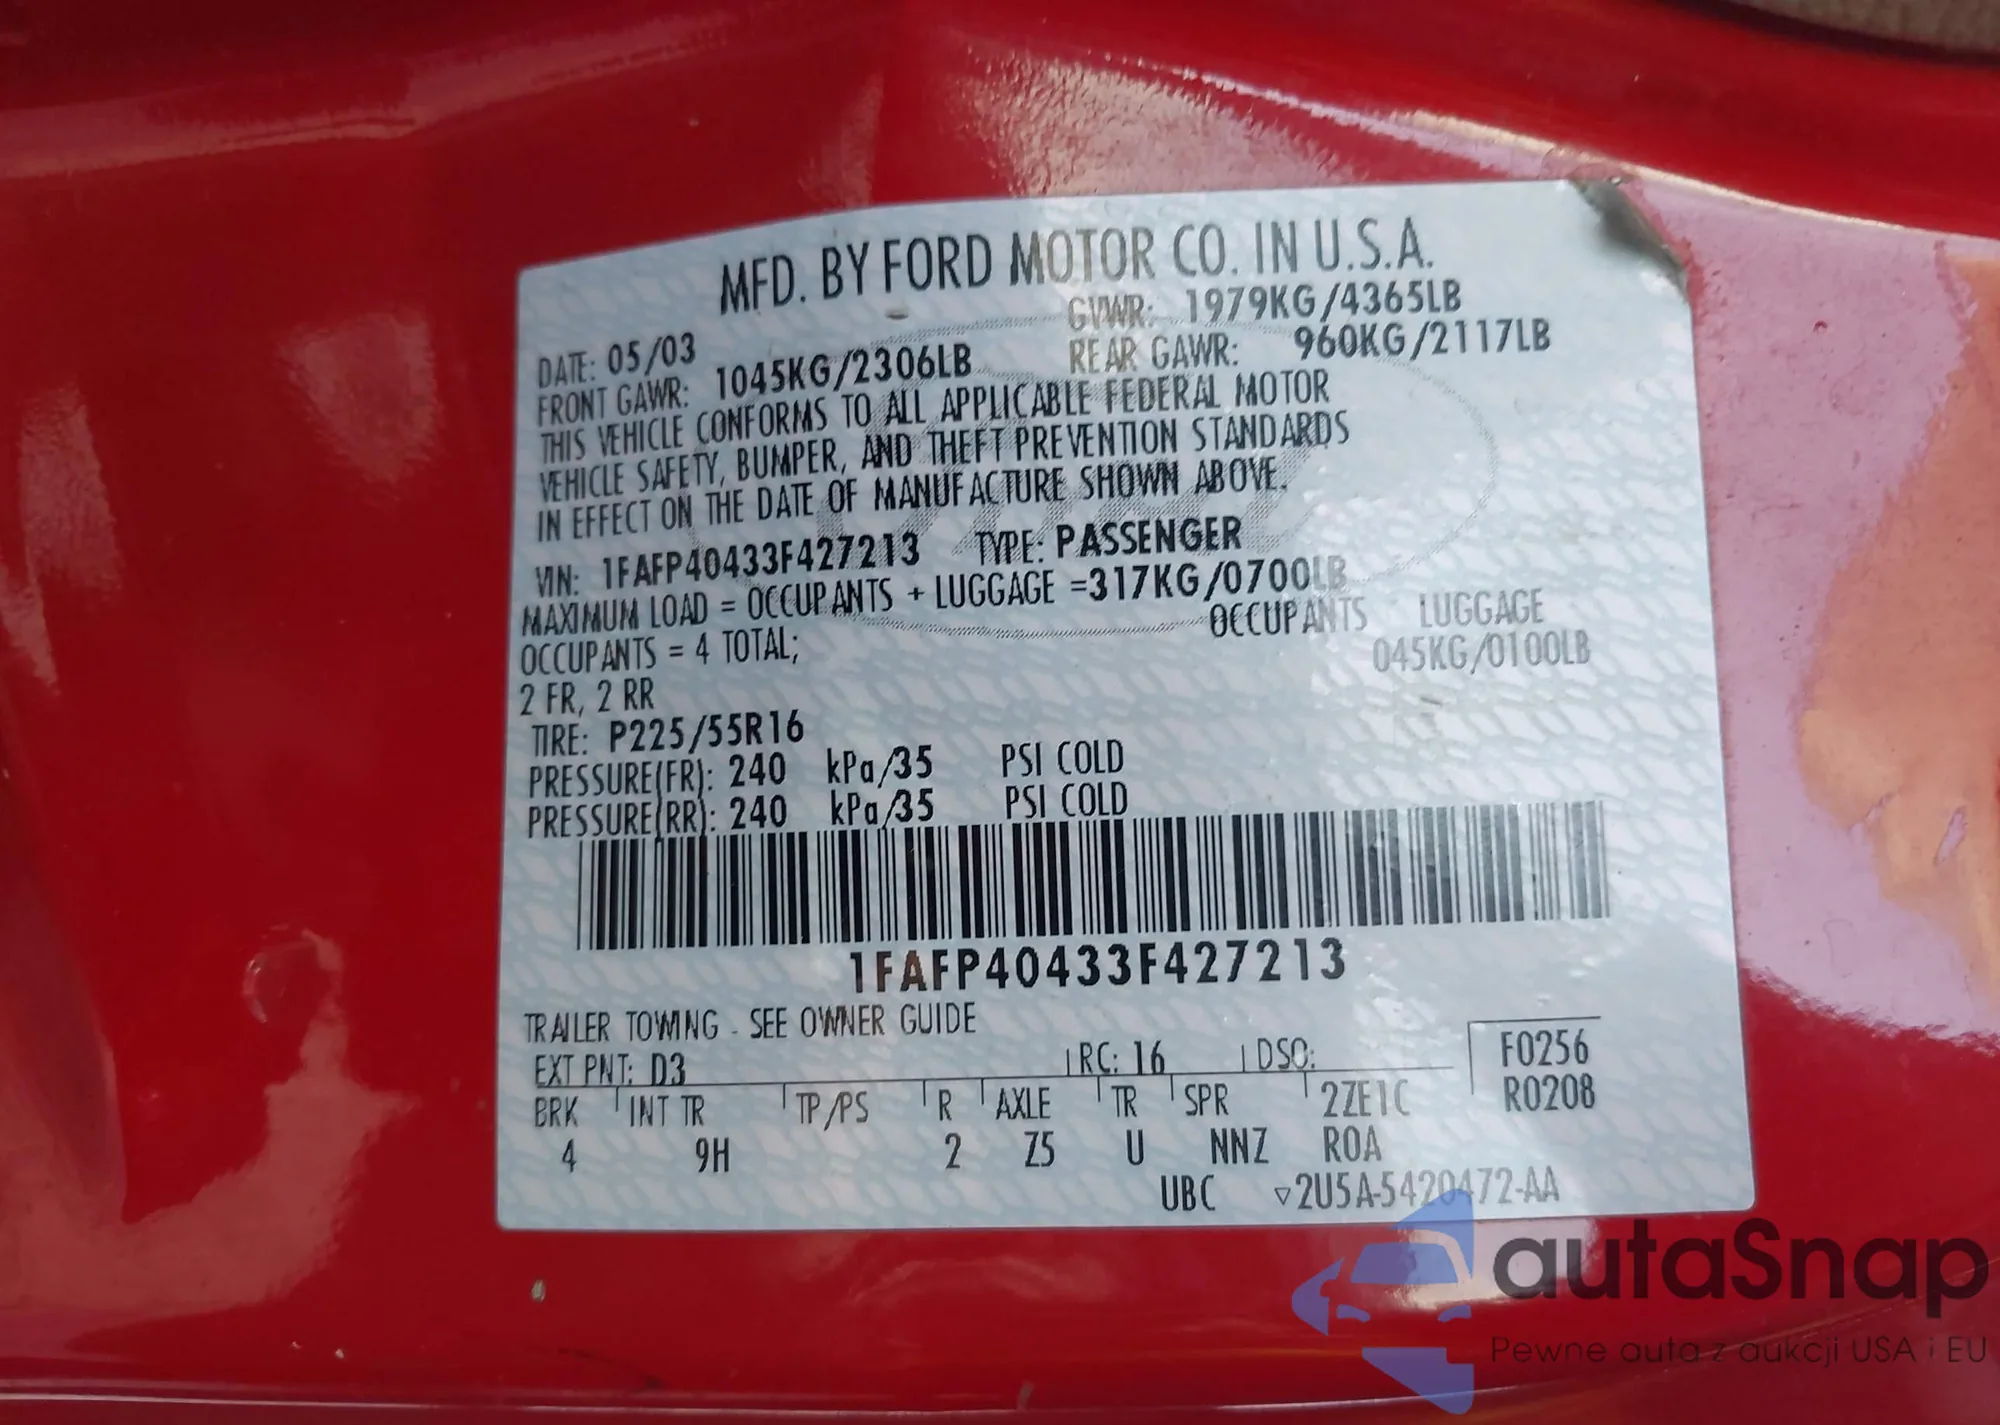 MFD. BY FORD MOTOR CO. IN U.S.A.
DATE: 05/03 GVWR: 1979KG/4365LB
FRONT GAWR: 1045KG/2306LB REAR GAWR: 960KG/2117LB
THIS VEHICLE CONFORMS TO ALL APPLICABLE FEDERAL MOTOR
VEHICLE SAFETY, BUMPER, AND THEFT PREVENTION STANDARDS
IN EFFECT ON THE DATE OF MANUFACTURE SHOWN ABOVE.
VIN: 1FAFP40433F427213 TYPE: PASSENGER
MAXIMUM LOAD = OCCUPANTS + LUGGAGE =317KG/0700LB
OCCUPANTS = 4 TOTAL; OCCUPANTS LUGGAGE
2 FR, 2 RR 045KG/0100LB
TIRE: P225/55R16
PRESSURE(FR): 240 kPa/35 PSI COLD
PRESSURE(RR): 240 kPa/35 PSI COLD
1FAFP40433F427213
TRAILER TOWING - SEE OWNER GUIDE
EXT PNT: D3 RC: 16 DSO: F0256
BRK INT TR TP/PS R AXLE TR SPR 2ZE1C R0208
4 9H 2 Z5 U NNZ ROA
UBC ▽2U5A-5420472-AA
autaSnap
Pewne auta z aukcji USA i EU